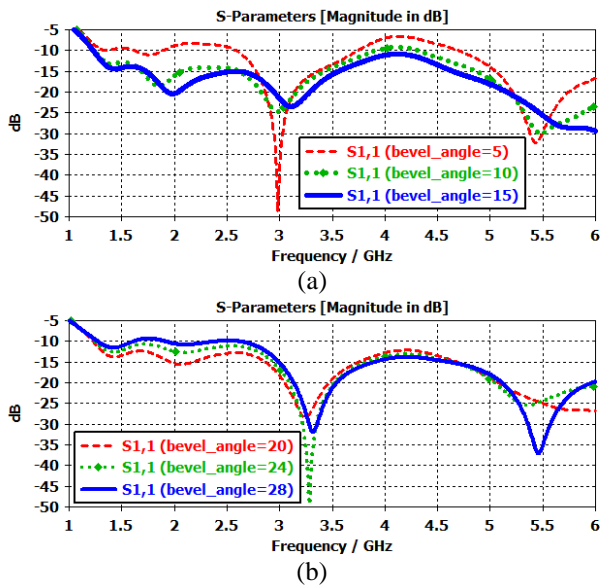 S-Parameters [Magnitude in dB]
-5
-10
-15
-20
-25
-30
-35
-40
-45
-50
dB
S1,1 (bevel_angle=5)
S1,1 (bevel_angle=10)
S1,1 (bevel_angle=15)
1 1.5 2 2.5 3 3.5 4 4.5 5 5.5 6
Frequency / GHz
(a)
S-Parameters [Magnitude in dB]
-5
-10
-15
-20
-25
-30
-35
-40
-45
-50
dB
S1,1 (bevel_angle=20)
S1,1 (bevel_angle=24)
S1,1 (bevel_angle=28)
1 1.5 2 2.5 3 3.5 4 4.5 5 5.5 6
Frequency / GHz
(b)